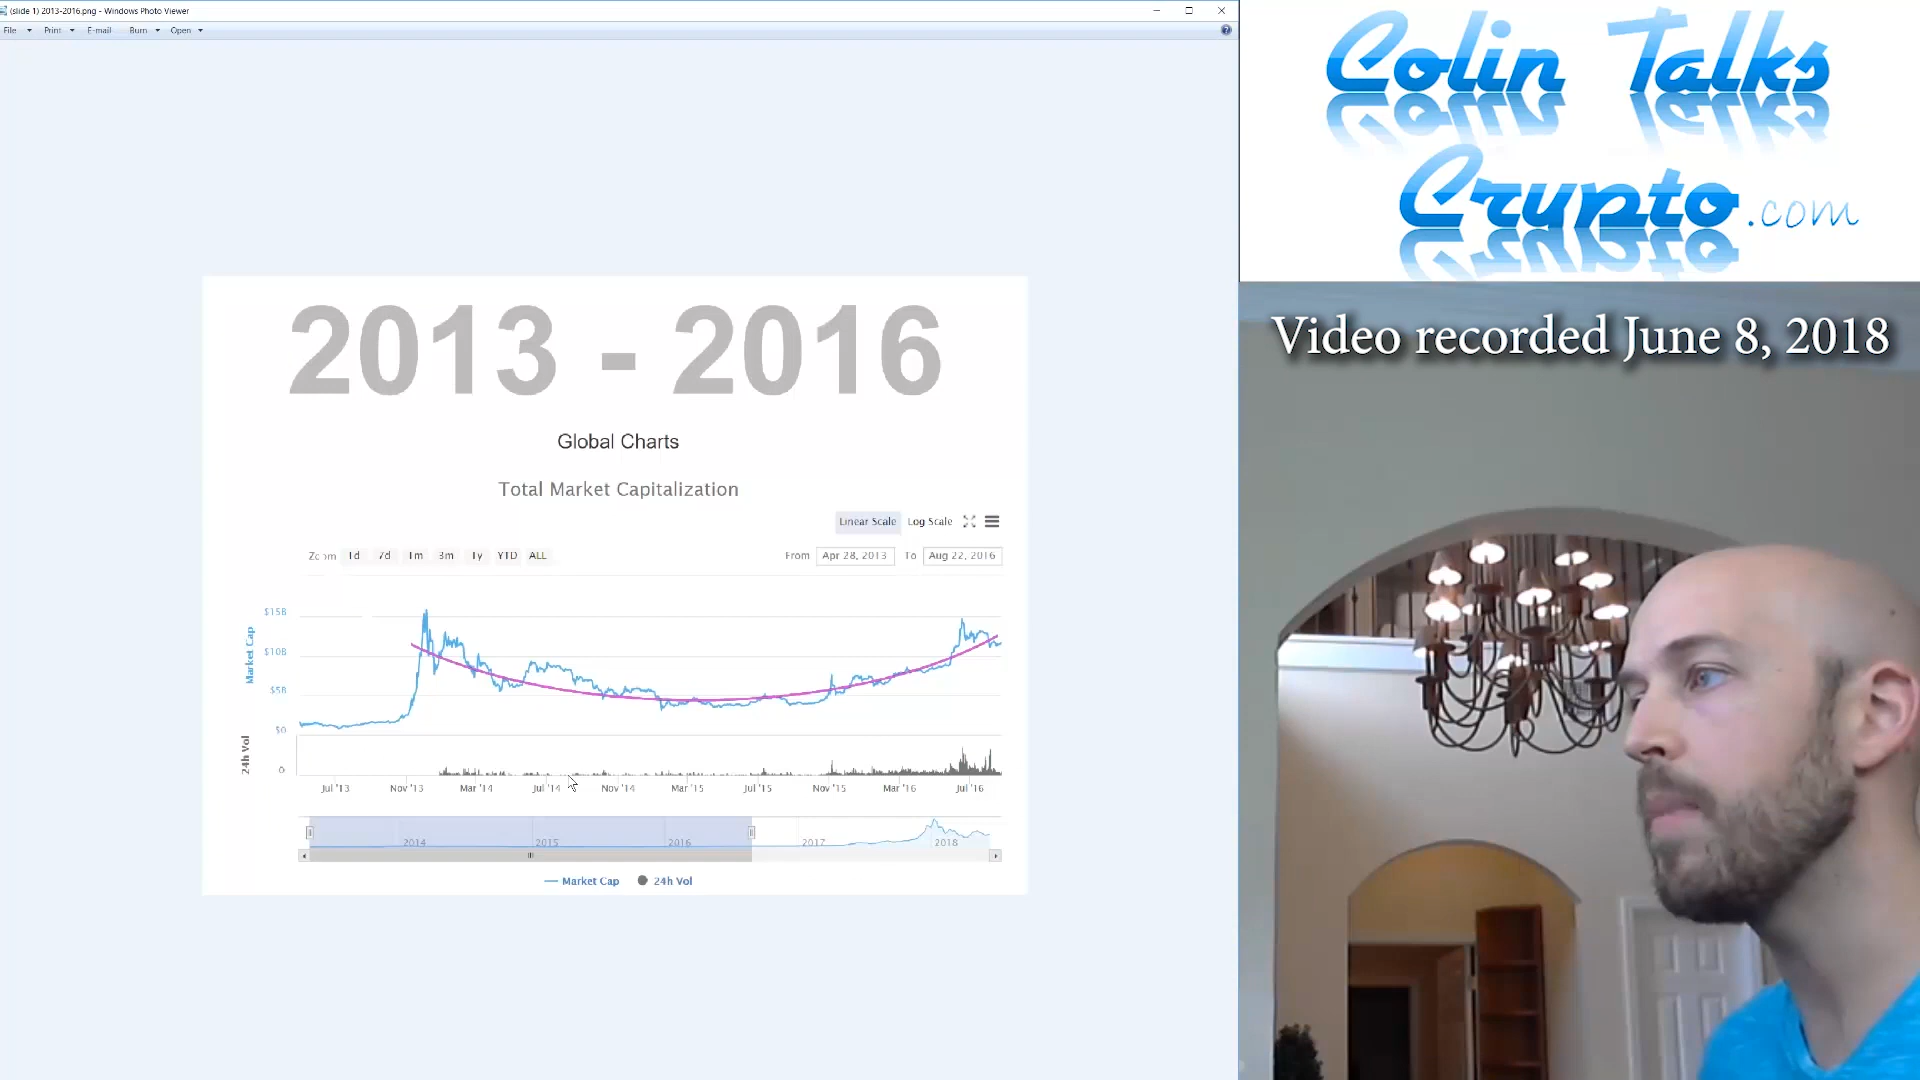 (slide 1) 2013-2016.png - Windows Photo Viewer
File Print E-mail Burn Open
Colin Talks
Crypto.com
Video recorded June 8, 2018
2013 - 2016
Global Charts
Total Market Capitalization
Linear Scale Log Scale
Zoom 1d 7d 1m 3m 1y YTD ALL
From Apr 28, 2013 To Aug 22, 2016
$15B
$10B
$5B
$0
Market Cap
24h Vol
0
Jul '13 Nov '13 Mar '14 Jul '14 Nov '14 Mar '15 Jul '15 Nov '15 Mar '16 Jul '16
2014 2015 2016 2017 2018
Market Cap 24h Vol